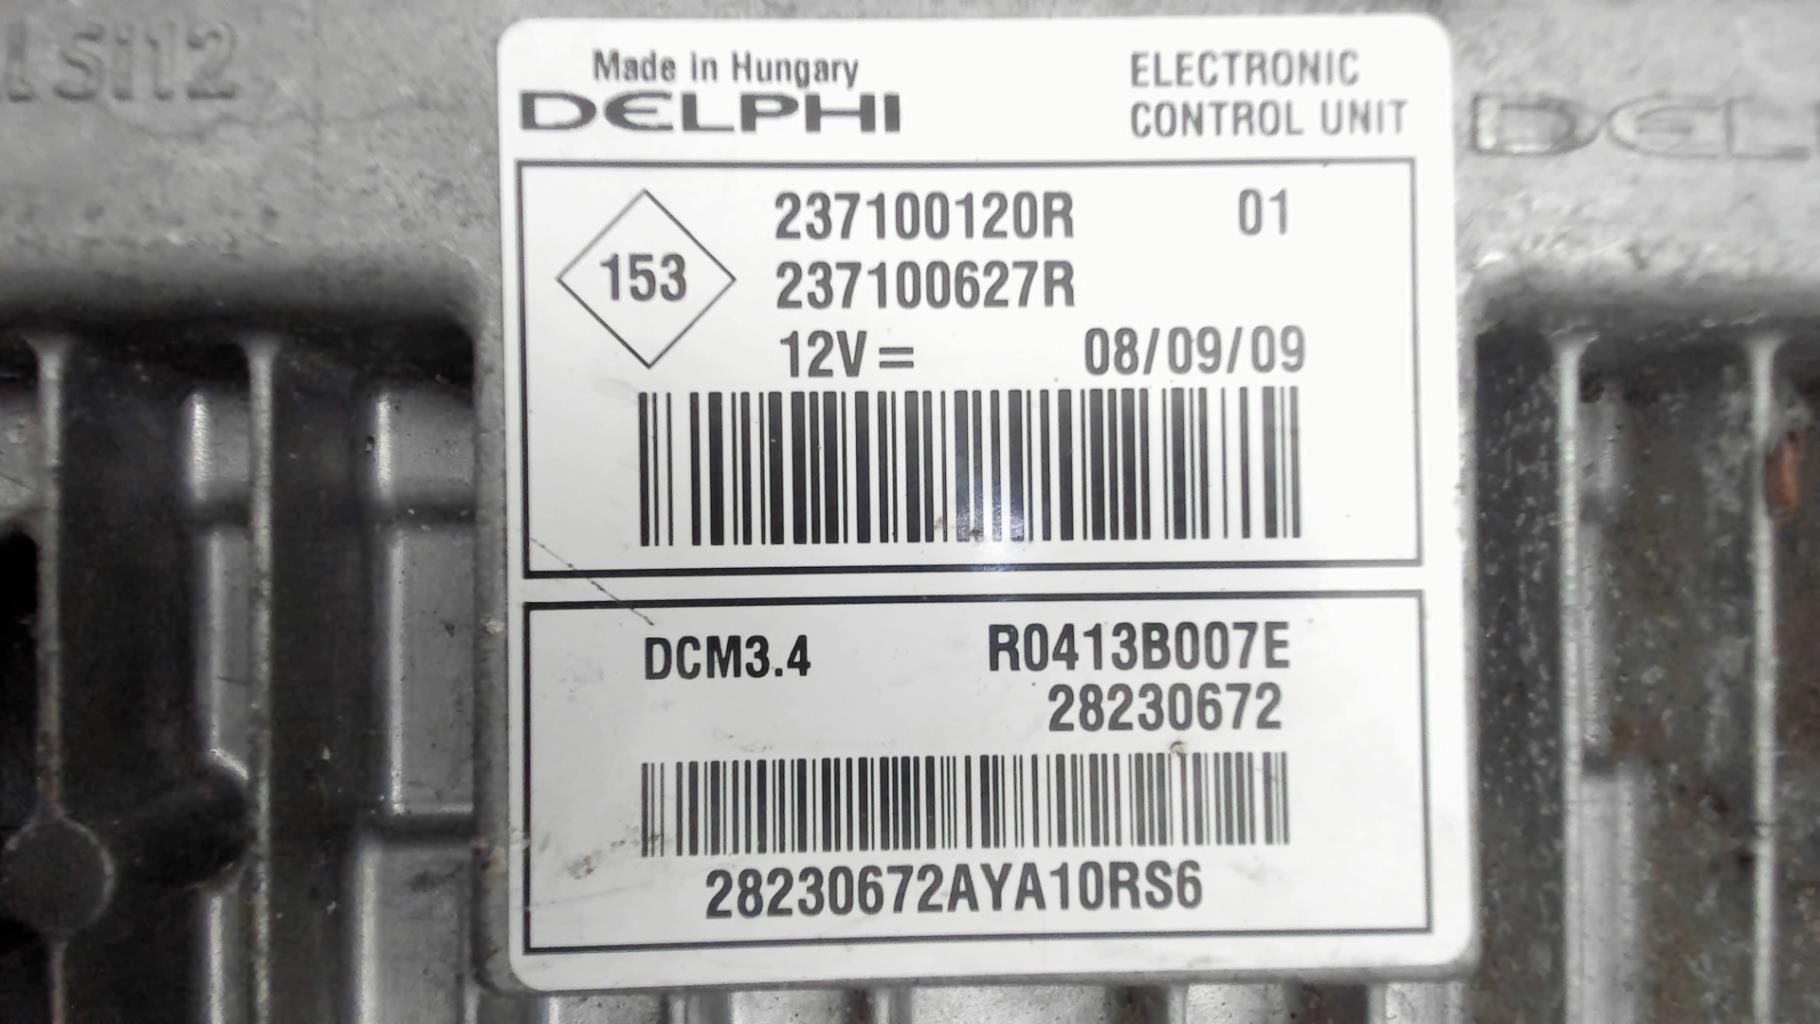 Made in Hungary
DELPHI
ELECTRONIC
CONTROL UNIT
153
237100120R 01
237100627R
12V= 08/09/09
DCM3.4 R0413B007E
28230672
28230672AYA10RS6